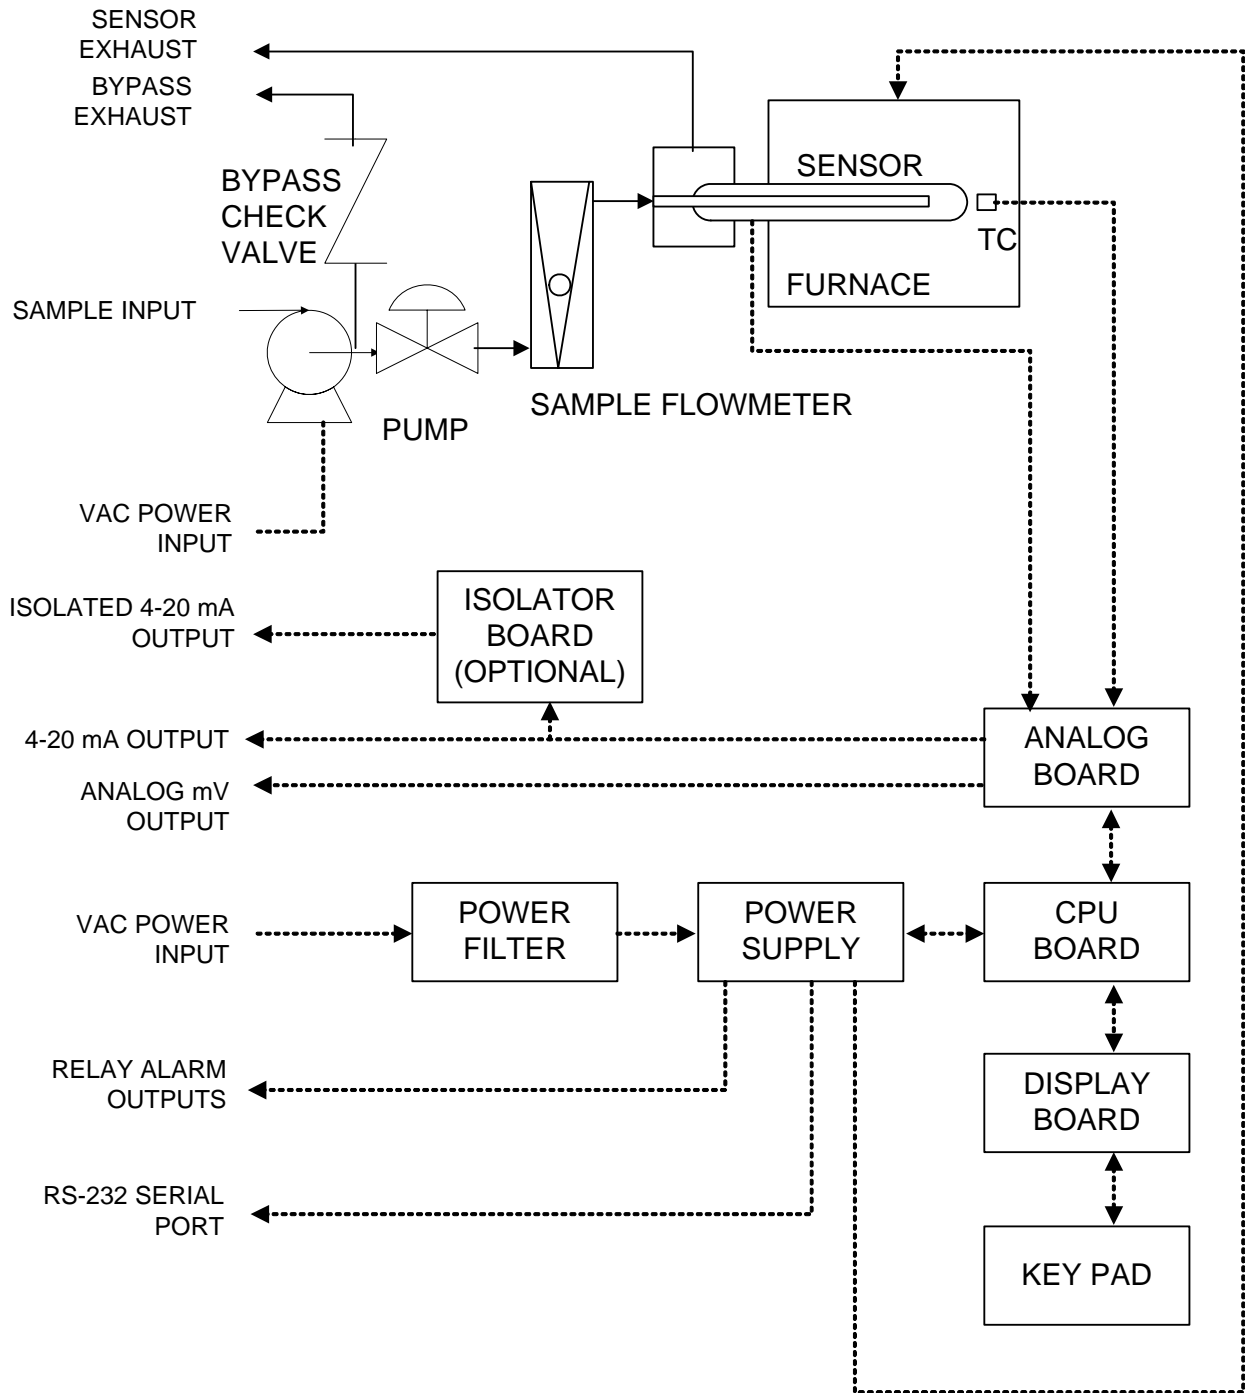 SENSOR
EXHAUST
BYPASS
EXHAUST
BYPASS
CHECK
VALVE
SENSOR
TC
FURNACE
SAMPLE INPUT
SAMPLE FLOWMETER
PUMP
VAC POWER
INPUT
ISOLATED 4-20 mA
OUTPUT
ISOLATOR
BOARD
(OPTIONAL)
4-20 mA OUTPUT
ANALOG
BOARD
ANALOG mV
OUTPUT
VAC POWER
INPUT
POWER
FILTER
POWER
SUPPLY
CPU
BOARD
RELAY ALARM
OUTPUTS
DISPLAY
BOARD
RS-232 SERIAL
PORT
KEY PAD